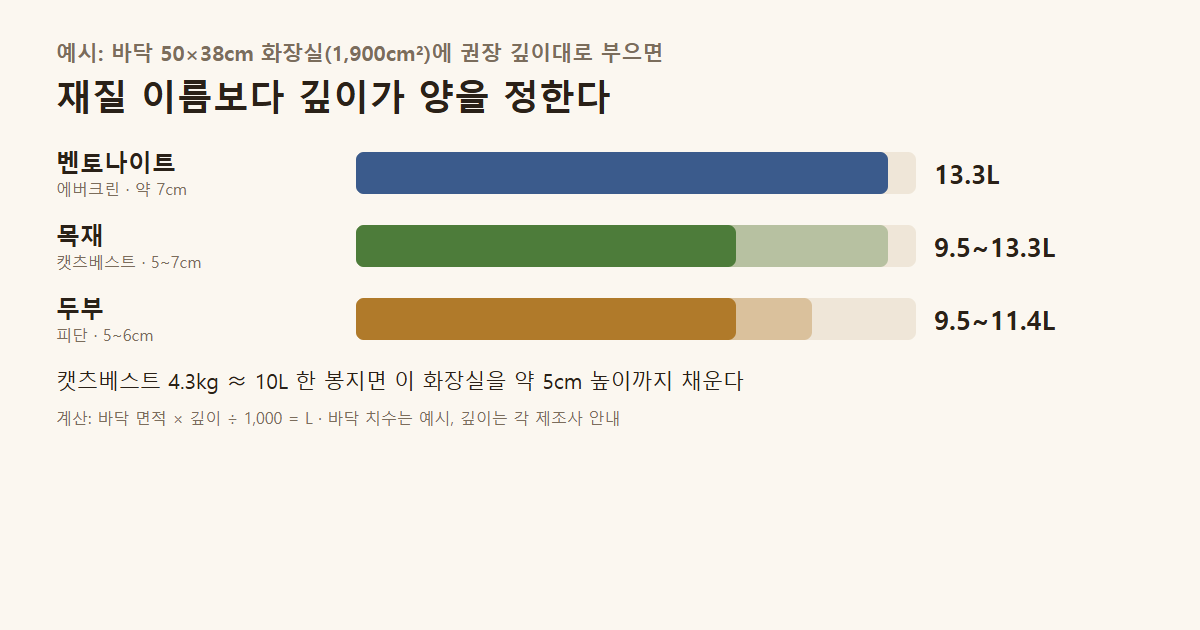 예시: 바닥 50×38cm 화장실(1,900cm²)에 권장 깊이대로 부으면
재질 이름보다 깊이가 양을 정한다
벤토나이트
에버크린 · 약 7cm
13.3L
목재
캣츠베스트 · 5~7cm
9.5~13.3L
두부
피단 · 5~6cm
9.5~11.4L
캣츠베스트 4.3kg ≈ 10L 한 봉지면 이 화장실을 약 5cm 높이까지 채운다
계산: 바닥 면적 × 깊이 ÷ 1,000 = L · 바닥 치수는 예시, 깊이는 각 제조사 안내